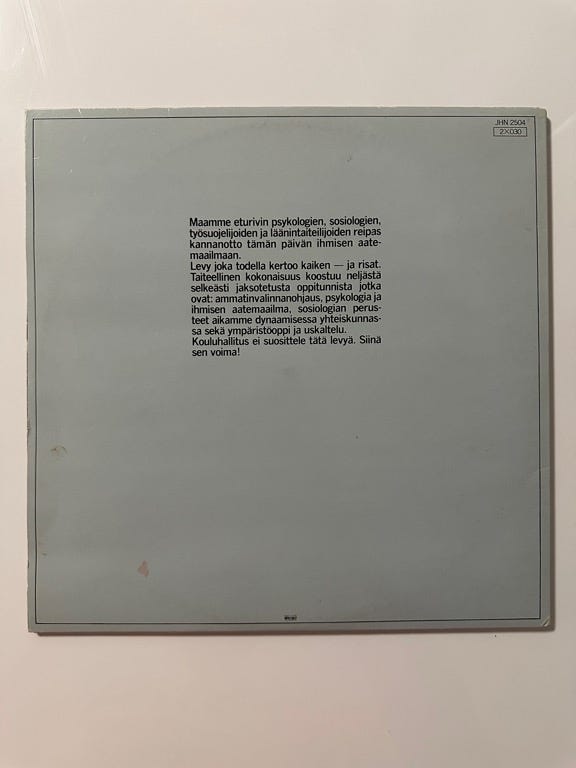 JHN 2504
2X030
Maamme eturivin psykologien, sosiologien,
työsuojelijoiden ja läänintaiteilijoiden reipas
kannanotto tämän päivän ihmisen aate-
maailmaan.
Levy joka todella kertoo kaiken — ja risat.
Taiteellinen kokonaisuus koostuu neljästä
selkeästi jaksotetusta oppitunnista jotka
ovat: ammatinvalinnanohjaus, psykologia ja
ihmisen aatemaailma, sosiologian perus-
teet aikamme dynaamisessa yhteiskunnas-
sa sekä ympäristöoppi ja uskaltelu.
Kouluhallitus ei suosittele tätä levyä. Siinä
sen voima!